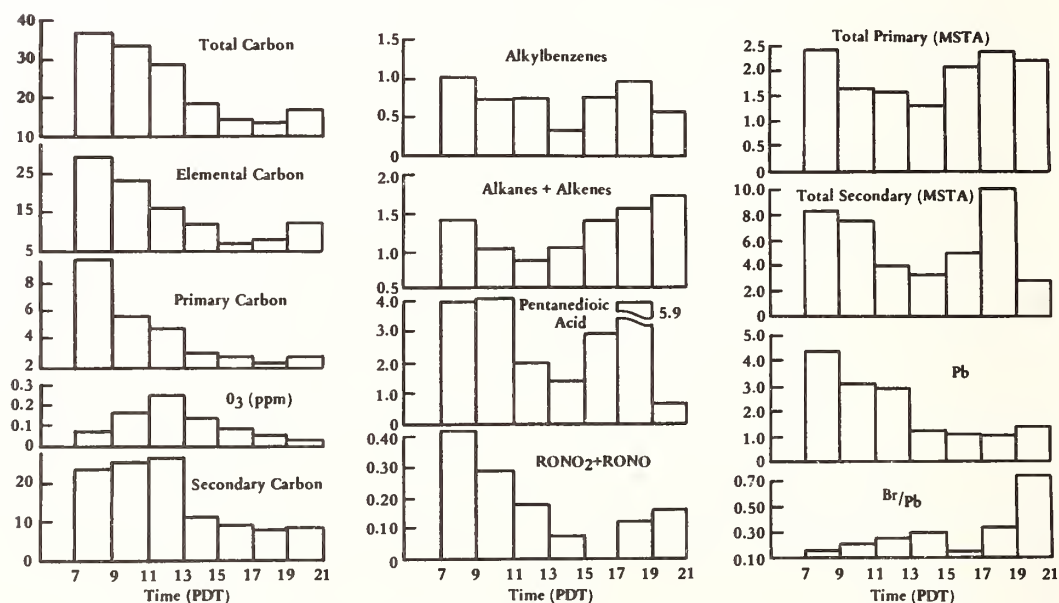 Total Carbon
40
30
20
10
Elemental Carbon
25
15
5
Primary Carbon
8
6
4
2
O3 (ppm)
0.3
0.2
0.1
0
Secondary Carbon
20
10
0
7 9 11 13 15 17 19 21
Time (PDT)
Alkylbenzenes
1.5
1.0
0.5
0
Alkanes + Alkenes
2.0
1.5
1.0
0.5
Pentanedioic
Acid
5.9
4.0
3.0
2.0
1.0
0
RONO2+RONO
0.40
0.30
0.20
0.10
7 9 11 13 15 17 19 21
Time (PDT)
Total Primary (MSTA)
2.5
2.0
1.5
1.0
0.5
0
Total Secondary (MSTA)
10.0
8.0
6.0
4.0
2.0
0
Pb
5.0
4.0
3.0
2.0
1.0
0
Br/Pb
0.70
0.50
0.30
0.10
7 9 11 13 15 17 19 21
Time (PDT)